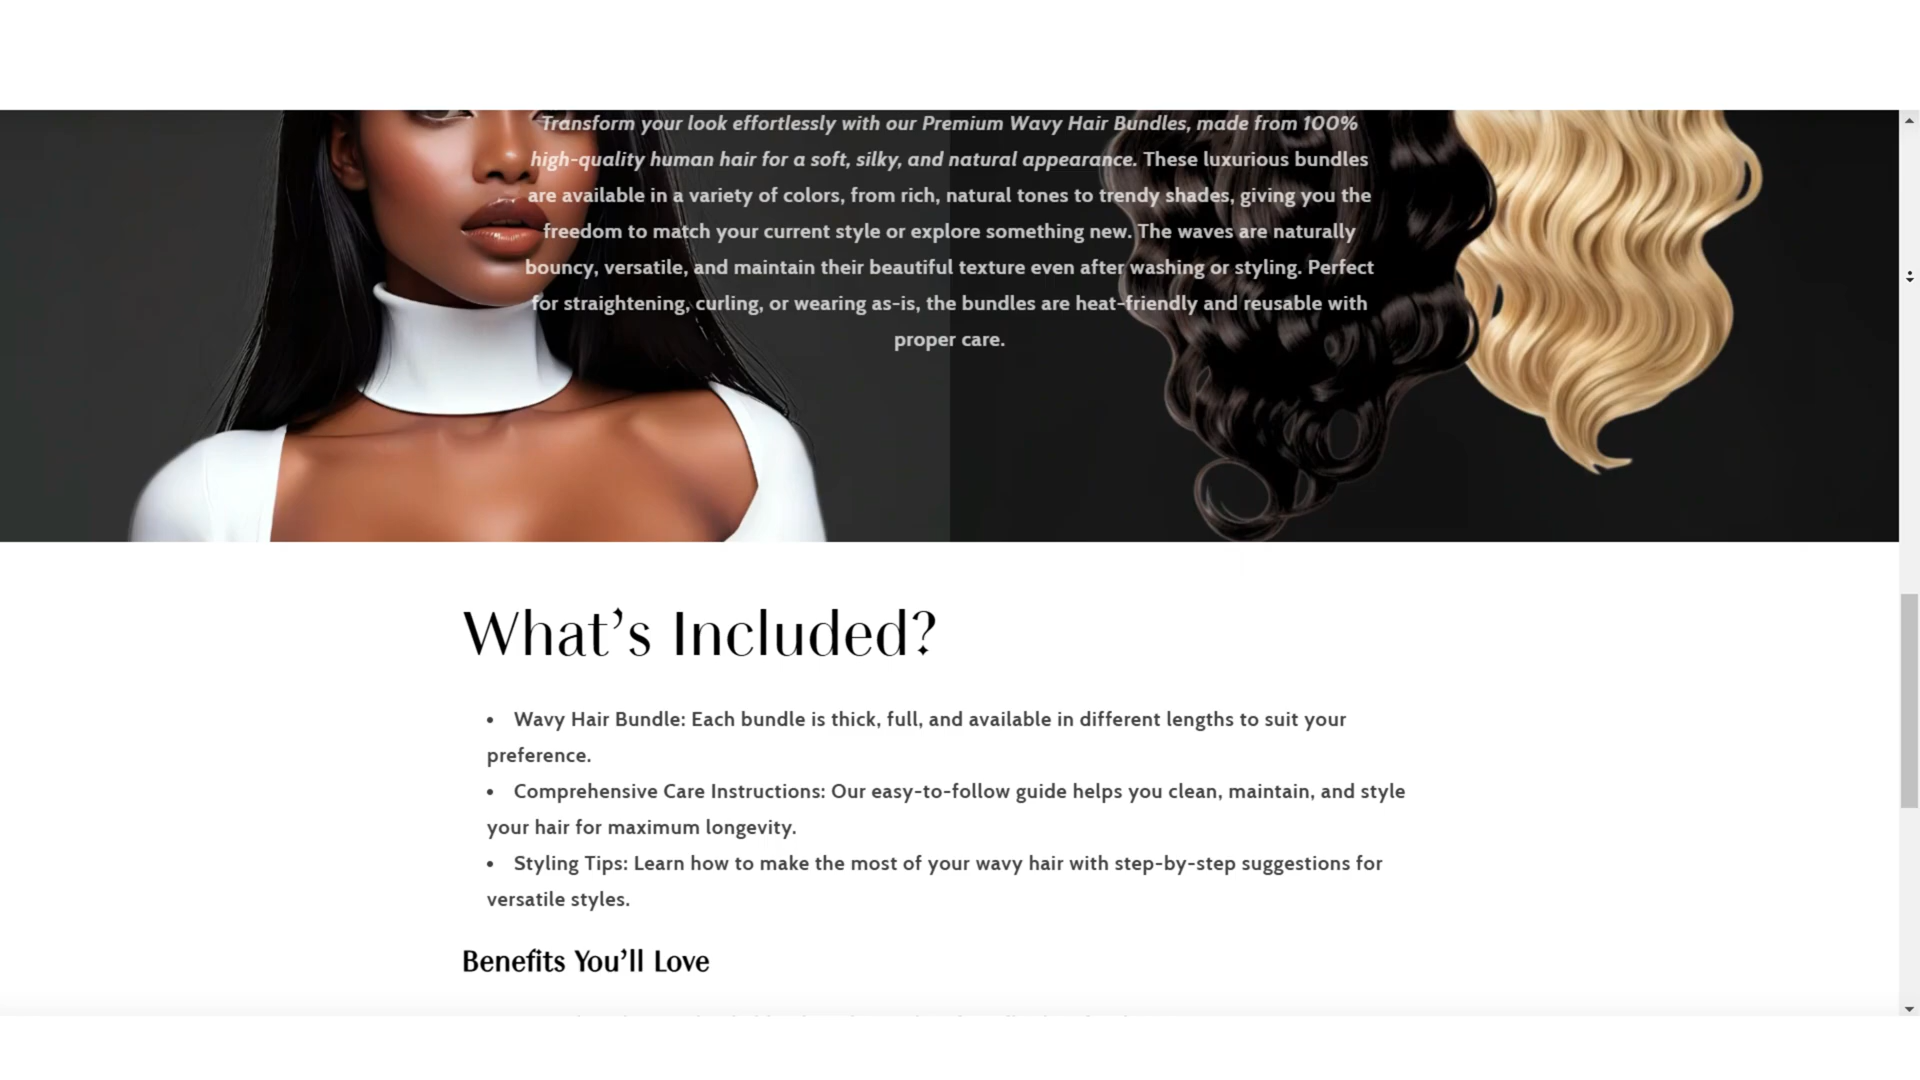 Transform your look effortlessly with our Premium Wavy Hair Bundles, made from 100%
high-quality human hair for a soft, silky, and natural appearance. These luxurious bundles
are available in a variety of colors, from rich, natural tones to trendy shades, giving you the
freedom to match your current style or explore something new. The waves are naturally
bouncy, versatile, and maintain their beautiful texture even after washing or styling. Perfect
for straightening, curling, or wearing as-is, the bundles are heat-friendly and reusable with
proper care.
What's Included?
• Wavy Hair Bundle: Each bundle is thick, full, and available in different lengths to suit your
preference.
• Comprehensive Care Instructions: Our easy-to-follow guide helps you clean, maintain, and style
your hair for maximum longevity.
• Styling Tips: Learn how to make the most of your wavy hair with step-by-step suggestions for
versatile styles.
Benefits You'll Love